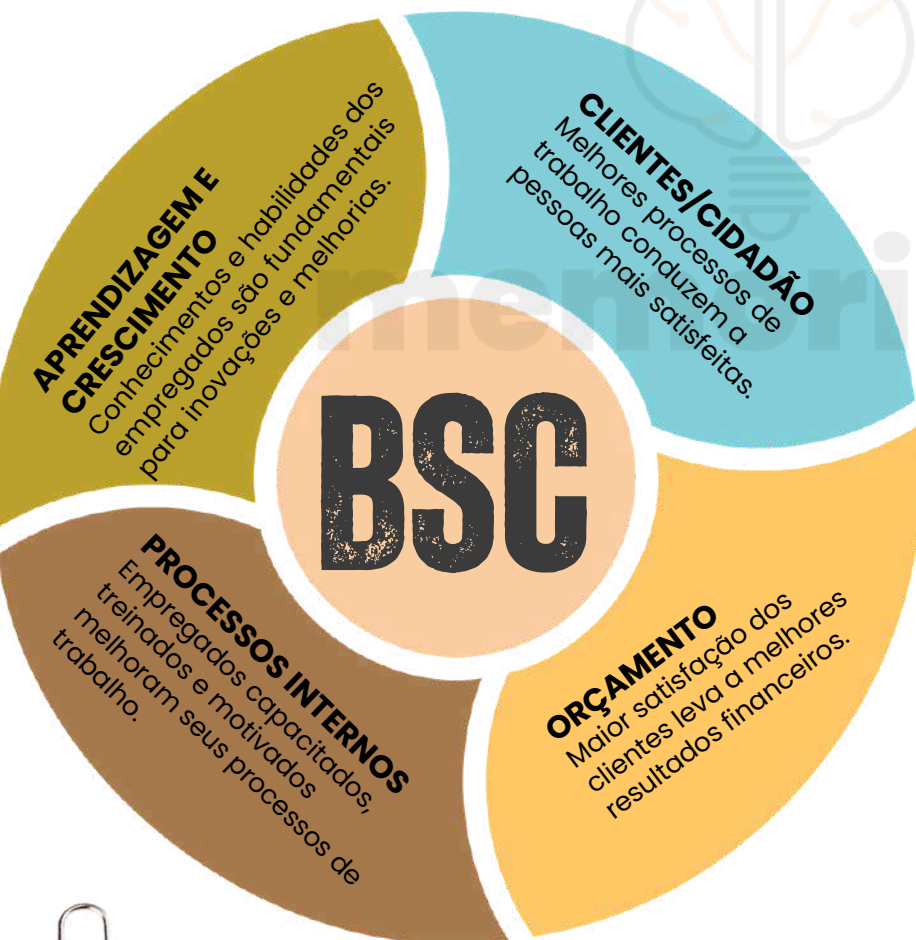 APRENDIZAGEM E
CRESCIMENTO
Conhecimentos e habilidades dos
empregados são fundamentais
para inovações e melhorias.
CLIENTES/CIDADÃO
Melhores processos de
trabalho conduzem a
pessoas mais satisfeitas.
memori
BSC
PROCESSOS INTERNOS
Empregados capacitados,
treinados e motivados
melhoram seus processos de
trabalho.
ORÇAMENTO
Maior satisfação dos
clientes leva a melhores
resultados financeiros.